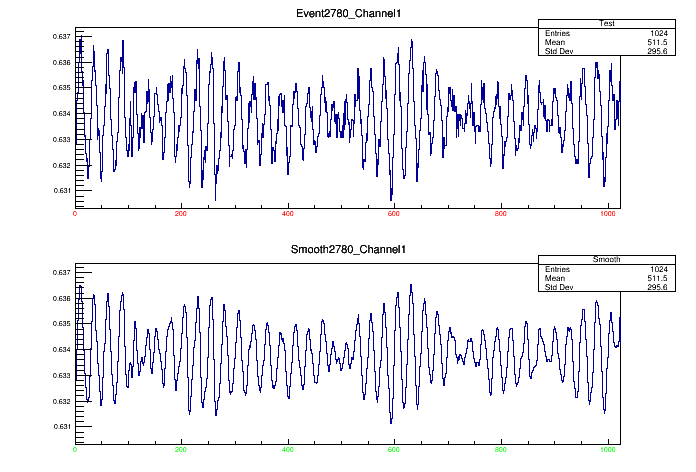 Event2780_Channel1
Test
Entries 1024
Mean 511.5
Std Dev 295.6
0.637
0.636
0.635
0.634
0.633
0.632
0.631
0 200 400 600 800 1000
Smooth2780_Channel1
Smooth
Entries 1024
Mean 511.5
Std Dev 295.6
0.637
0.636
0.635
0.634
0.633
0.632
0.631
0 200 400 600 800 1000